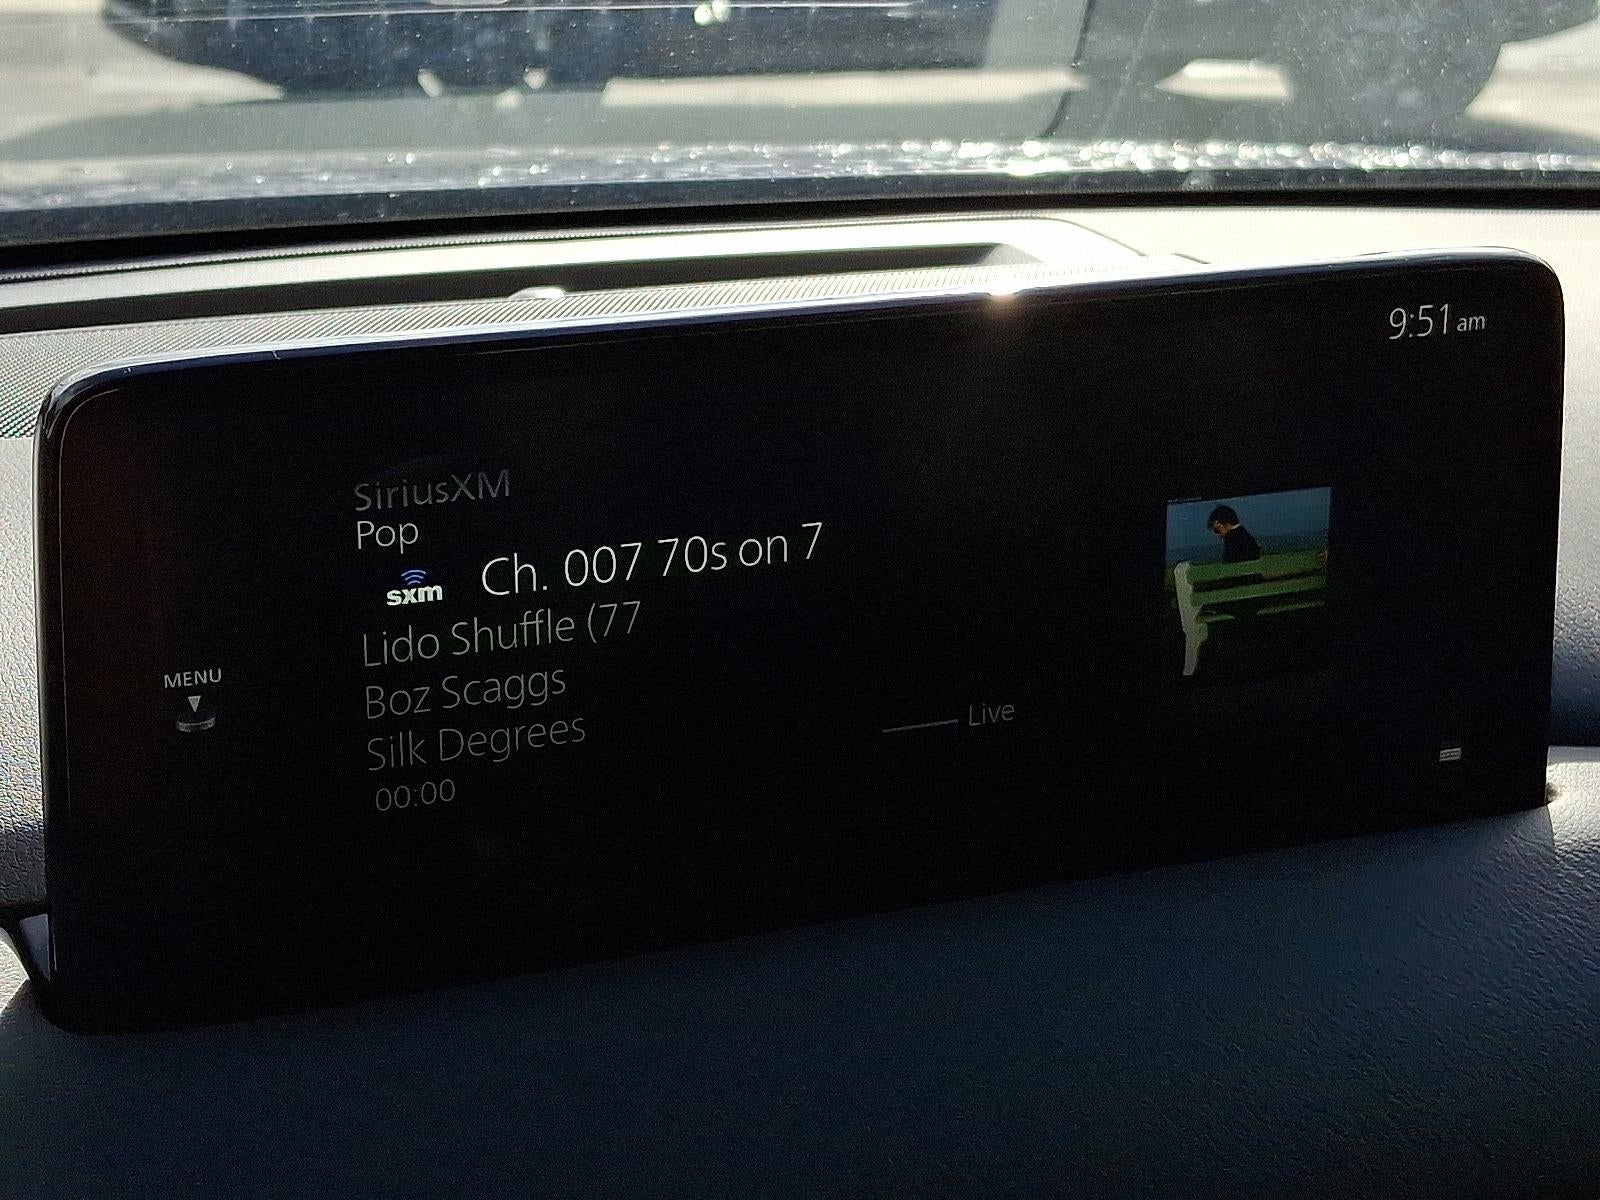 9:51 am
SiriusXM
Pop
sxm Ch. 007 70s on 7
Lido Shuffle (77
Boz Scaggs
Silk Degrees
00:00
Live
MENU